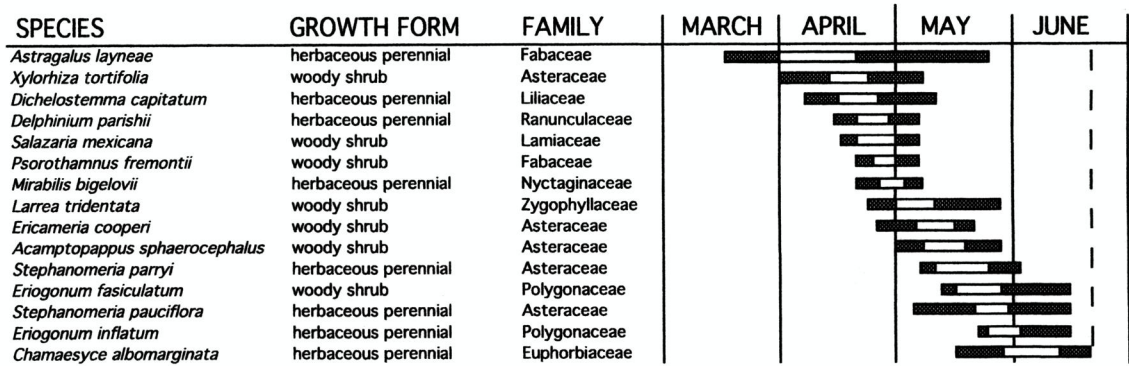 SPECIES GROWTH FORM FAMILY MARCH APRIL MAY JUNE
Astragalus layneae herbaceous perennial Fabaceae
Xylorhiza tortifolia woody shrub Asteraceae
Dichelostemma capitatum herbaceous perennial Liliaceae
Delphinium parishii herbaceous perennial Ranunculaceae
Salazaria mexicana woody shrub Lamiaceae
Psorothamnus fremontii woody shrub Fabaceae
Mirabilis bigelovii herbaceous perennial Nyctaginaceae
Larrea tridentata woody shrub Zygophyllaceae
Ericameria cooperi woody shrub Asteraceae
Acamptopappus sphaerocephalus woody shrub Asteraceae
Stephanomeria parryi herbaceous perennial Asteraceae
Eriogonum fasiculatum woody shrub Polygonaceae
Stephanomeria pauciflora herbaceous perennial Asteraceae
Eriogonum inflatum herbaceous perennial Polygonaceae
Chamaesyce albomarginata herbaceous perennial Euphorbiaceae